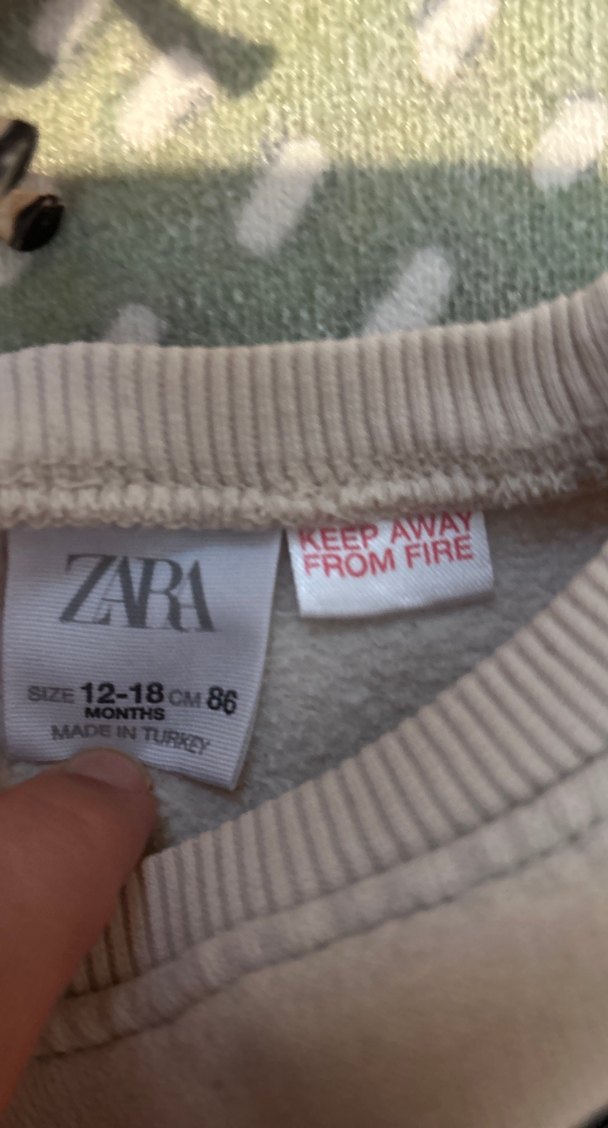 ZARA
SIZE 12-18 CM 86
MONTHS
MADE IN TURKEY
KEEP AWAY
FROM FIRE